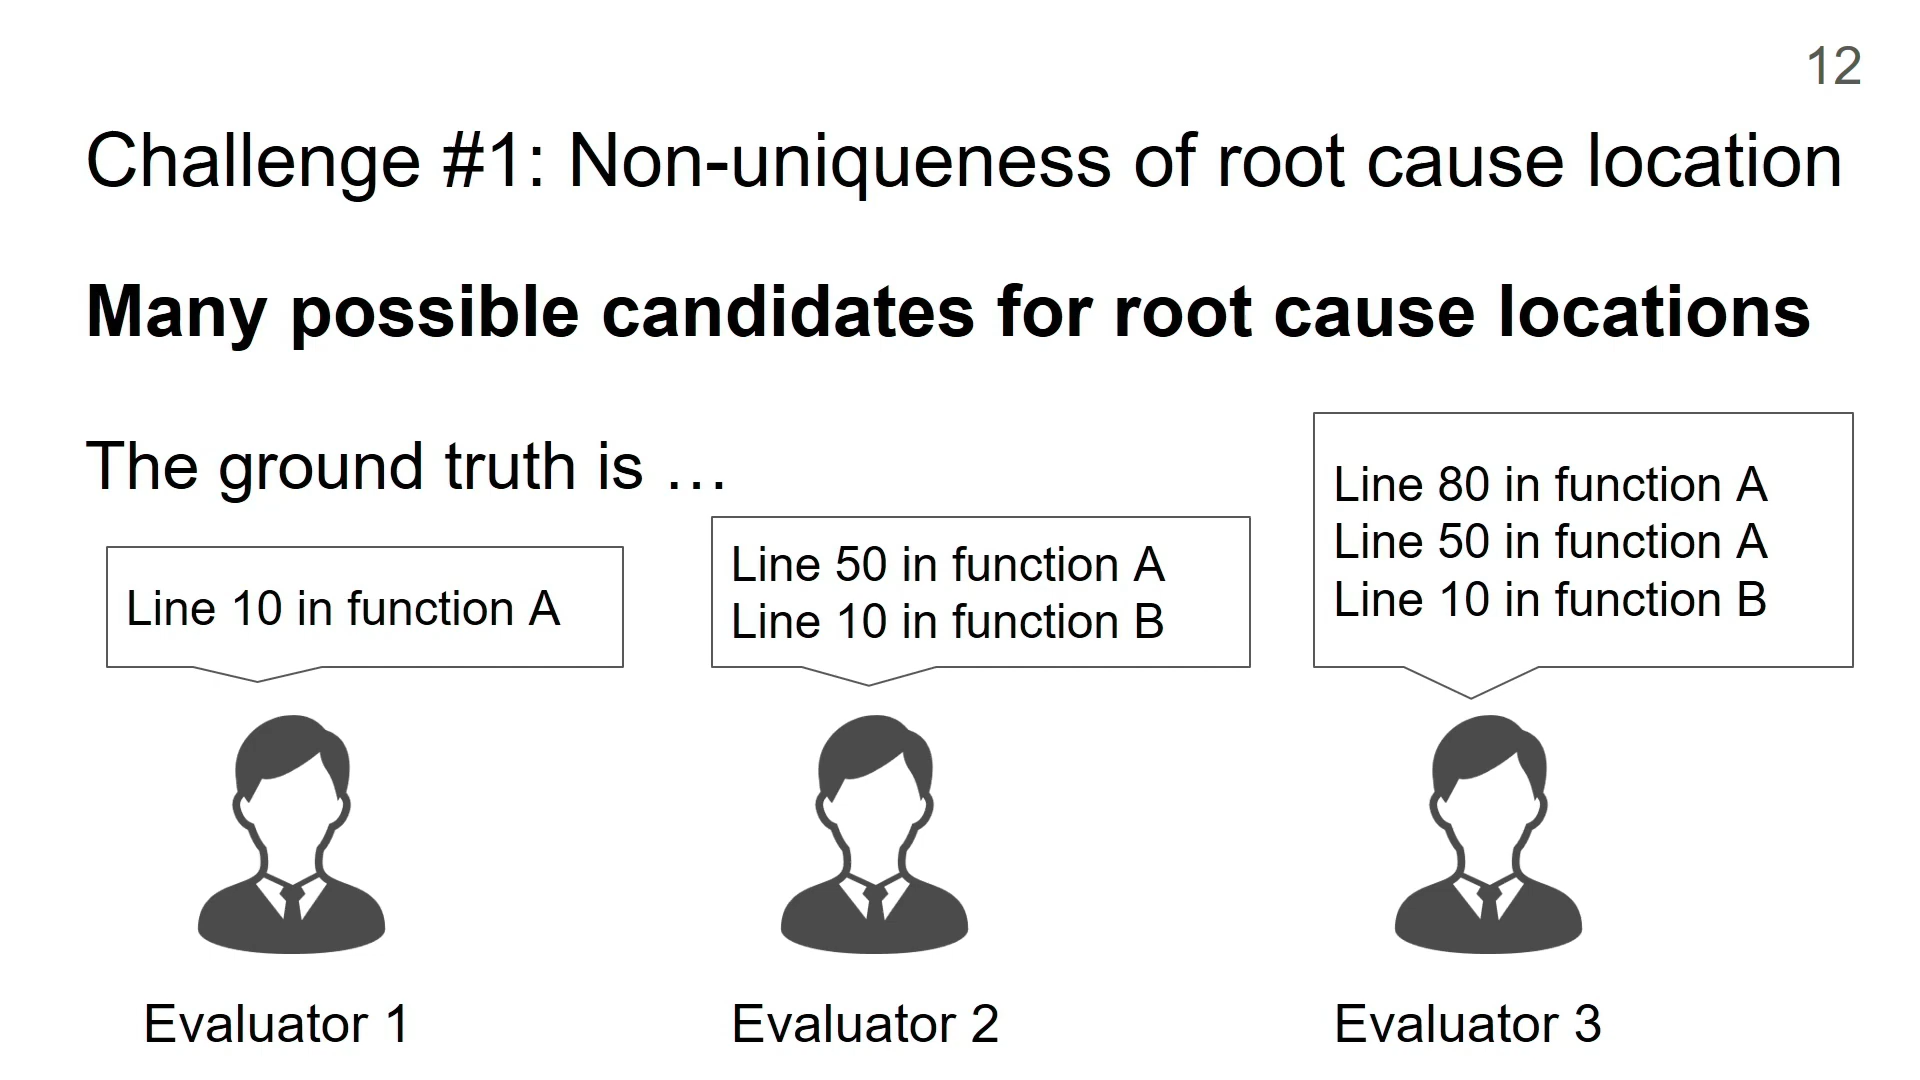 12
Challenge #1: Non-uniqueness of root cause location
Many possible candidates for root cause locations
The ground truth is …
Line 10 in function A
Line 50 in function A
Line 10 in function B
Line 80 in function A
Line 50 in function A
Line 10 in function B
Evaluator 1
Evaluator 2
Evaluator 3